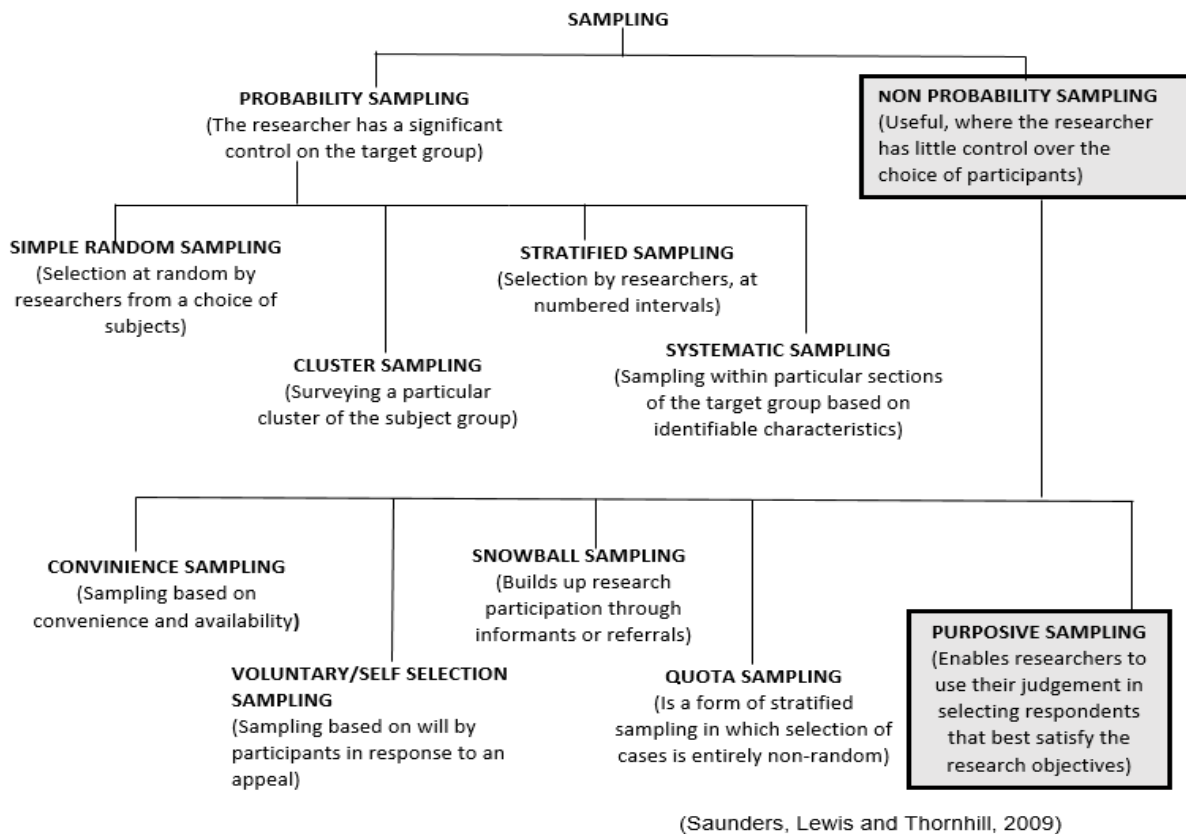 SAMPLING
PROBABILITY SAMPLING
(The researcher has a significant
control on the target group)
NON PROBABILITY SAMPLING
(Useful, where the researcher
has little control over the
choice of participants)
SIMPLE RANDOM SAMPLING
(Selection at random by
researchers from a choice of
subjects)
CLUSTER SAMPLING
(Surveying a particular
cluster of the subject group)
STRATIFIED SAMPLING
(Selection by researchers, at
numbered intervals)
SYSTEMATIC SAMPLING
(Sampling within particular sections
of the target group based on
identifiable characteristics)
CONVINIENCE SAMPLING
(Sampling based on
convenience and availability)
VOLUNTARY/SELF SELECTION
SAMPLING
(Sampling based on will by
participants in response to an
appeal)
SNOWBALL SAMPLING
(Builds up research
participation through
informants or referrals)
QUOTA SAMPLING
(Is a form of stratified
sampling in which selection of
cases is entirely non-random)
PURPOSIVE SAMPLING
(Enables researchers to
use their judgement in
selecting respondents
that best satisfy the
research objectives)
(Saunders, Lewis and Thornhill, 2009)